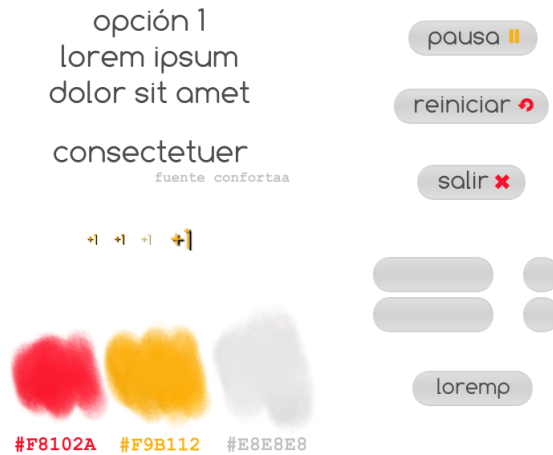 opción 1
lorem ipsum
dolor sit amet
consectetuer
fuente confortaa
+1 +1 +1 +1
#F8102A #F9B112 #E8E8E8
pausa
reiniciar
salir
loremp